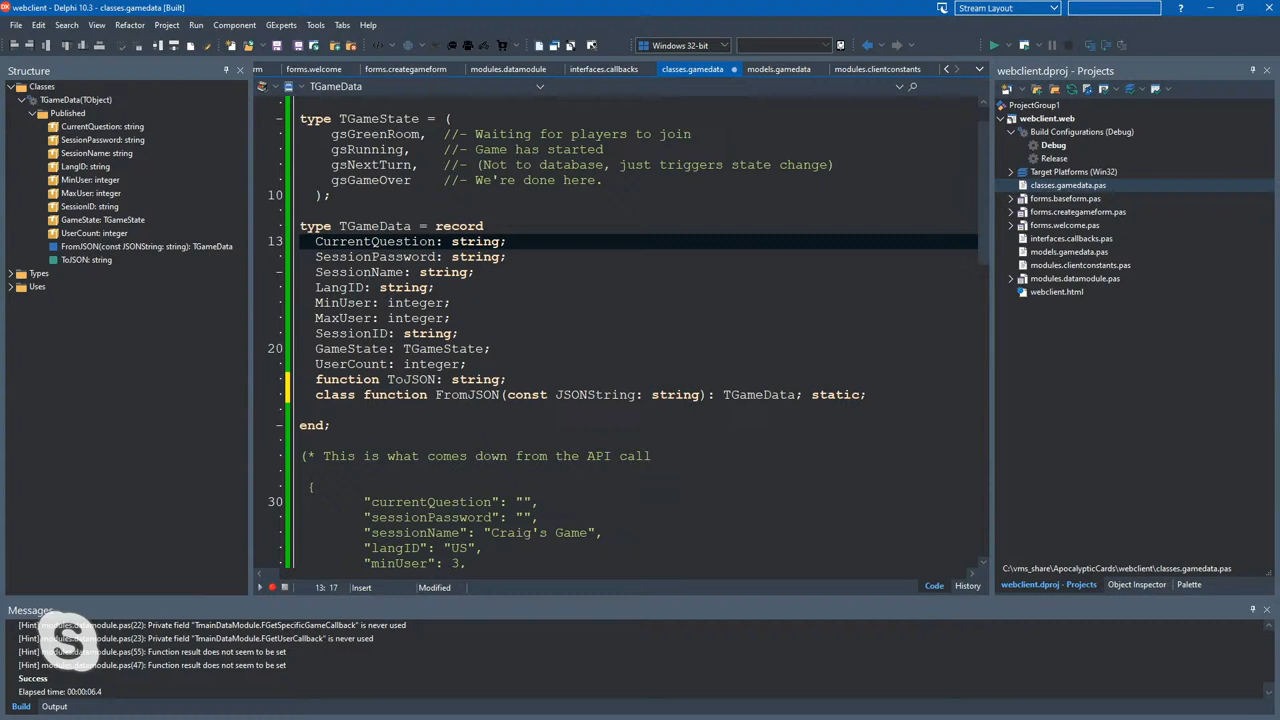 webclient - Delphi 10.3 - classes.gamedata [Built]
Stream Layout
File Edit Search View Refactor Project Run Component GExperts Tools Tabs Help
Windows 32-bit
Structure
Classes
TGameData(TObject)
Published
CurrentQuestion: string;
SessionPassword: string;
SessionName: string;
LangID: string;
MinUser: integer;
MaxUser: integer;
SessionID: string;
GameState: TGameState;
UserCount: integer;
FromJSON(const JSONString: string): TGameData
ToJSON: string;
Types
Uses
rm forms.welcome forms.creategameform modules.datamodule interfaces.callbacks classes.gamedata models.gamedata modules.clientconstants
TGameData
type TGameState = (
gsGreenRoom, //- Waiting for players to join
gsRunning, //- Game has started
gsNextTurn, //- (Not to database, just triggers state change)
gsGameOver //- We're done here.
10 );
type TGameData = record
13 CurrentQuestion: string;
SessionPassword: string;
SessionName: string;
LangID: string;
MinUser: integer;
MaxUser: integer;
SessionID: string;
20 GameState: TGameState;
UserCount: integer;
function ToJSON: string;
class function FromJSON(const JSONString: string): TGameData; static;
end;
(* This is what comes down from the API call
{
30 "currentQuestion": "",
"sessionPassword": "",
"sessionName": "Craig's Game",
"langID": "US",
"minUser": 3,
13: 17 Insert Modified Code History
webclient.dproj - Projects
ProjectGroup1
webclient.web
Build Configurations (Debug)
Debug
Release
Target Platforms (Win32)
classes.gamedata.pas
forms.baseform.pas
forms.creategameform.pas
forms.welcome.pas
interfaces.callbacks.pas
models.gamedata.pas
modules.clientconstants.pas
modules.datamodule.pas
webclient.html
C:\vms_share\ApocalypticCards\webclient\classes.gamedata.pas
webclient.dproj - Projects Object Inspector Palette
Messages
[Hint] modules.datamodule.pas(22): Private field "TmainDataModule.FGetSpecificGameCallback" is never used
[Hint] modules.datamodule.pas(23): Private field "TmainDataModule.FGetUserCallback" is never used
[Hint] modules.datamodule.pas(55): Function result does not seem to be set
[Hint] modules.datamodule.pas(47): Function result does not seem to be set
Success
Elapsed time: 00:00:06.4
Build Output